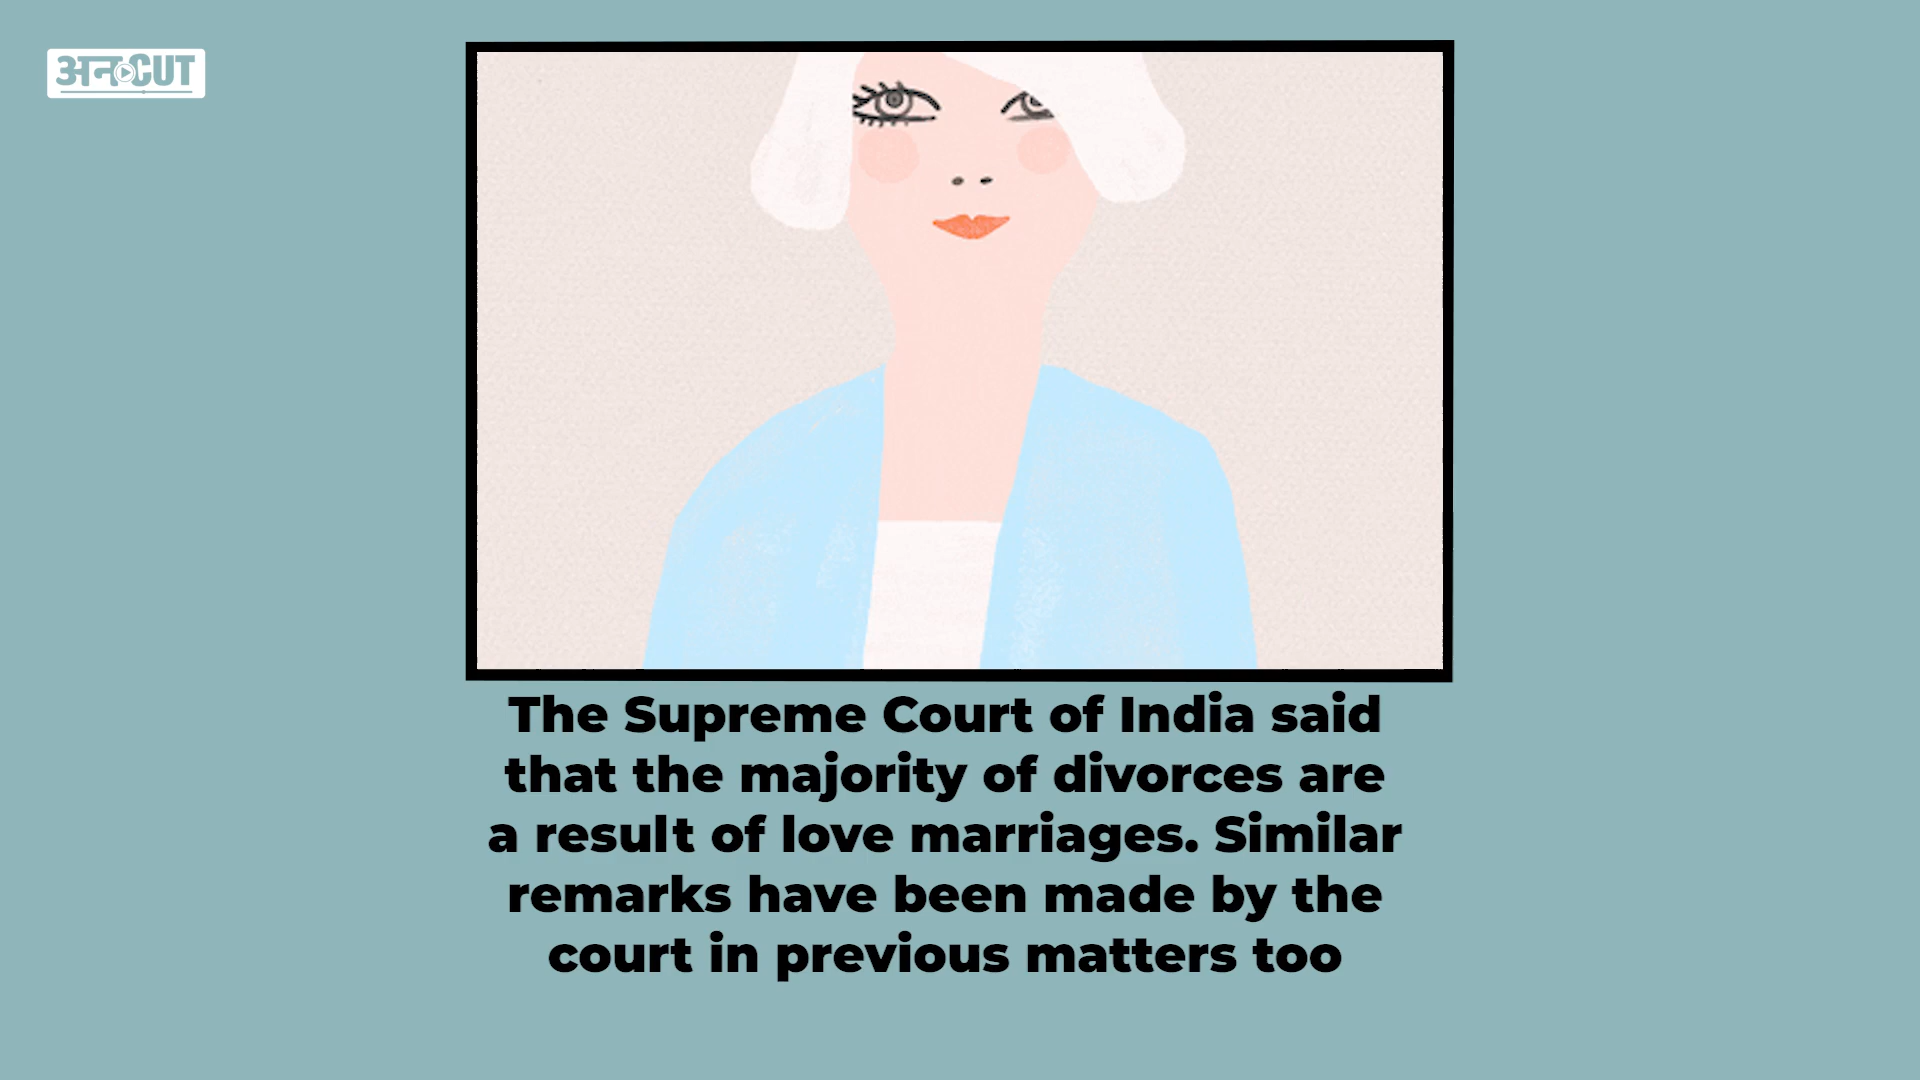 अनCUT
The Supreme Court of India said
that the majority of divorces are
a result of love marriages. Similar
remarks have been made by the
court in previous matters too